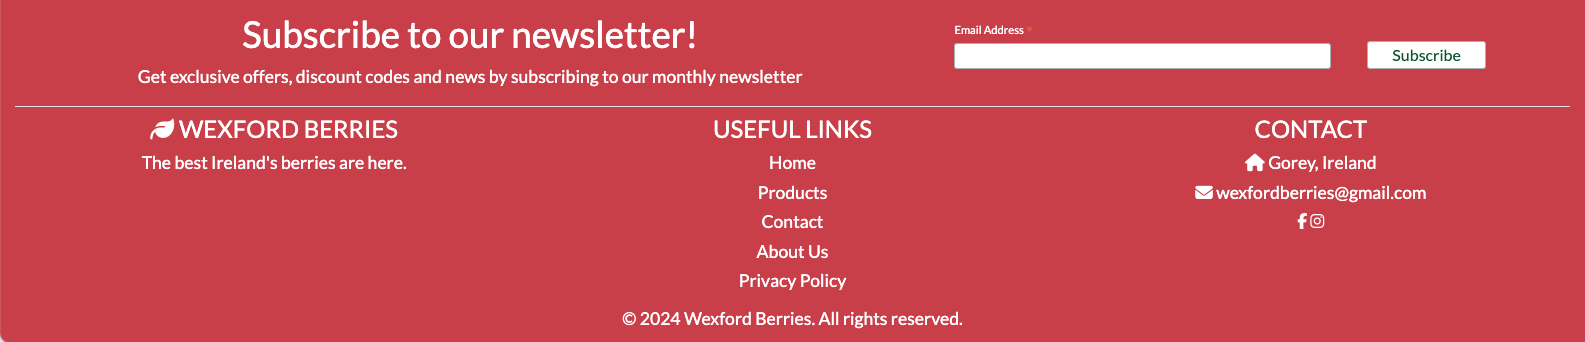 Subscribe to our newsletter!
Get exclusive offers, discount codes and news by subscribing to our monthly newsletter
Email Address *
Subscribe
WEXFORD BERRIES
The best Ireland's berries are here.
USEFUL LINKS
Home
Products
Contact
About Us
Privacy Policy
CONTACT
Gorey, Ireland
wexfordberries@gmail.com
© 2024 Wexford Berries. All rights reserved.